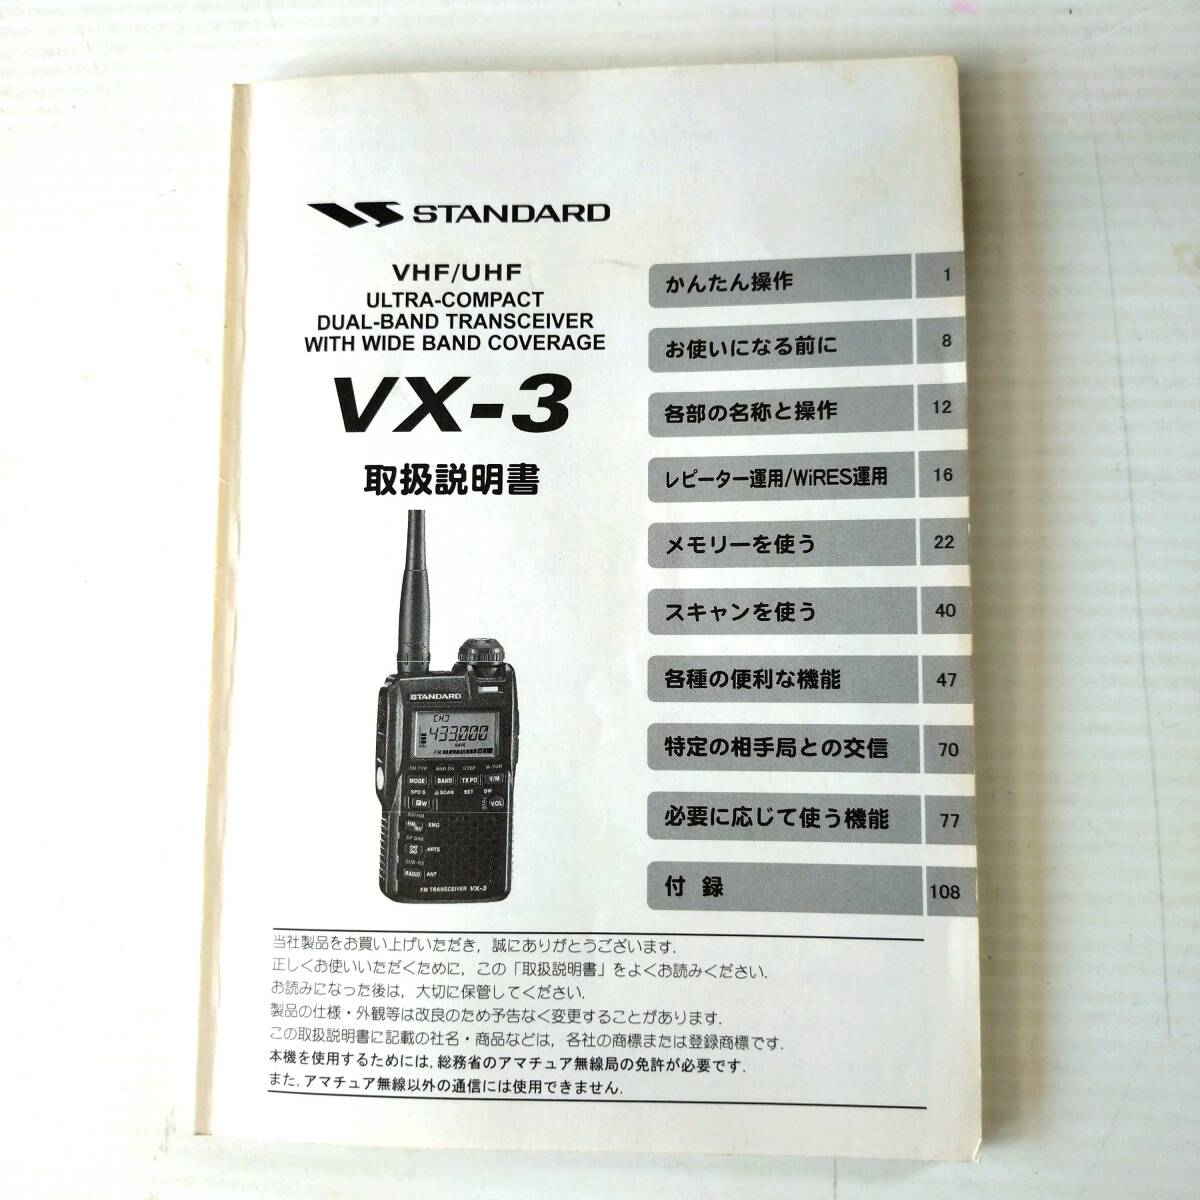 STANDARD
VHF/UHF
ULTRA-COMPACT
DUAL-BAND TRANSCEIVER
WITH WIDE BAND COVERAGE
VX-3
取扱説明書
STANDARD
433.000
SAVE
FM
MODE BAND TX PO V/M
SCAN SET DW
VOL
EMG
ARTS
RADIO ANT
FM TRANSCEIVER VX-3
かんたん操作 1
お使いになる前に 8
各部の名称と操作 12
レピーター運用/WiRES運用 16
メモリーを使う 22
スキャンを使う 40
各種の便利な機能 47
特定の相手局との交信 70
必要に応じて使う機能 77
付 録 108
当社製品をお買い上げいただき，誠にありがとうございます．
正しくお使いいただくために，この「取扱説明書」をよくお読みください．
お読みになった後は，大切に保管してください．
製品の仕様・外観等は改良のため予告なく変更することがあります．
この取扱説明書に記載の社名・商品などは，各社の商標または登録商標です．
本機を使用するためには，総務省のアマチュア無線局の免許が必要です．
また，アマチュア無線以外の通信には使用できません．